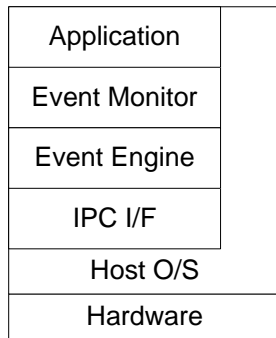 Application
Event Monitor
Event Engine
IPC I/F
Host O/S
Hardware